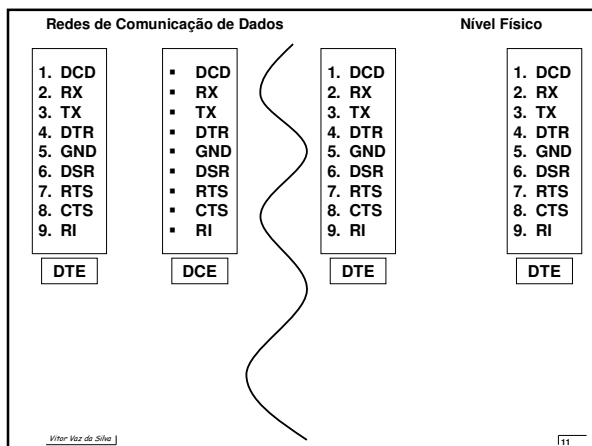 Redes de Comunicação de Dados
Nível Físico
1. DCD
2. RX
3. TX
4. DTR
5. GND
6. DSR
7. RTS
8. CTS
9. RI
DTE
▪ DCD
▪ RX
▪ TX
▪ DTR
▪ GND
▪ DSR
▪ RTS
▪ CTS
▪ RI
DCE
1. DCD
2. RX
3. TX
4. DTR
5. GND
6. DSR
7. RTS
8. CTS
9. RI
DTE
1. DCD
2. RX
3. TX
4. DTR
5. GND
6. DSR
7. RTS
8. CTS
9. RI
DTE
Vitor Vaz da Silva
11